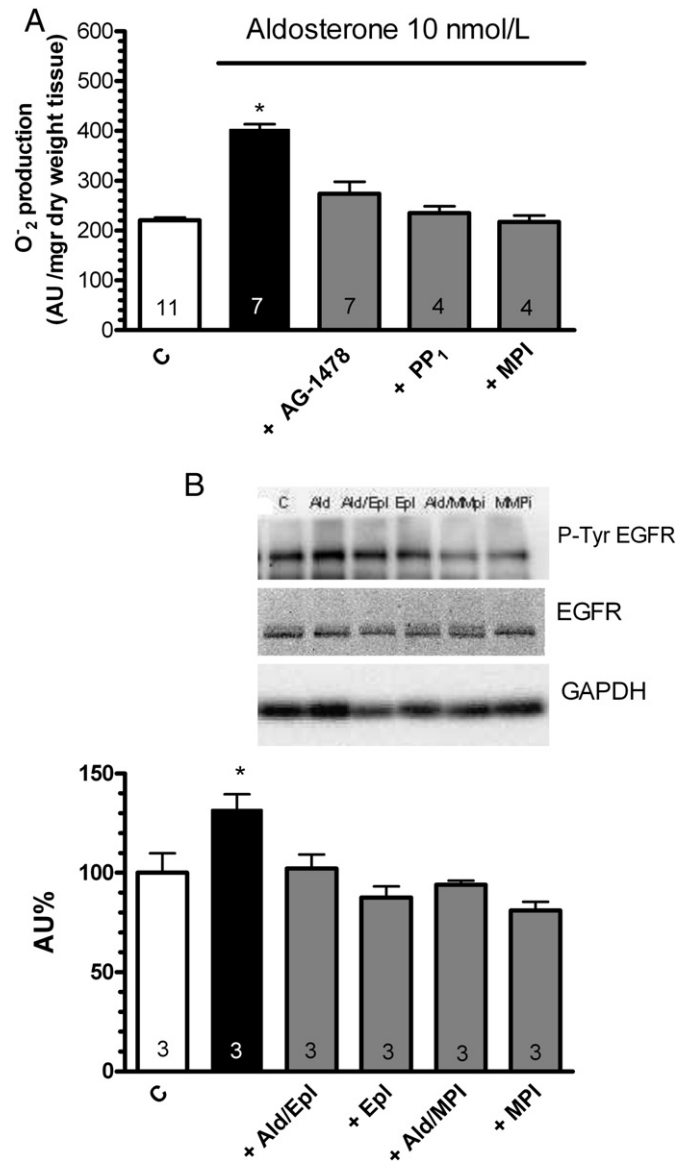 A
Aldosterone 10 nmol/L
O-2 production
(AU /mgr dry weight tissue)
600
500
400
300
200
100
0
*
11
7
7
4
4
C
+ AG-1478
+ PP1
+ MPI
B
C Ald Ald/Epl Epl Ald/MMpi MMPi
P-Tyr EGFR
EGFR
GAPDH
AU%
150
100
50
0
*
3
3
3
3
3
3
C
+ Ald/Epl
+ Epl
+ Ald/MPI
+ MPI